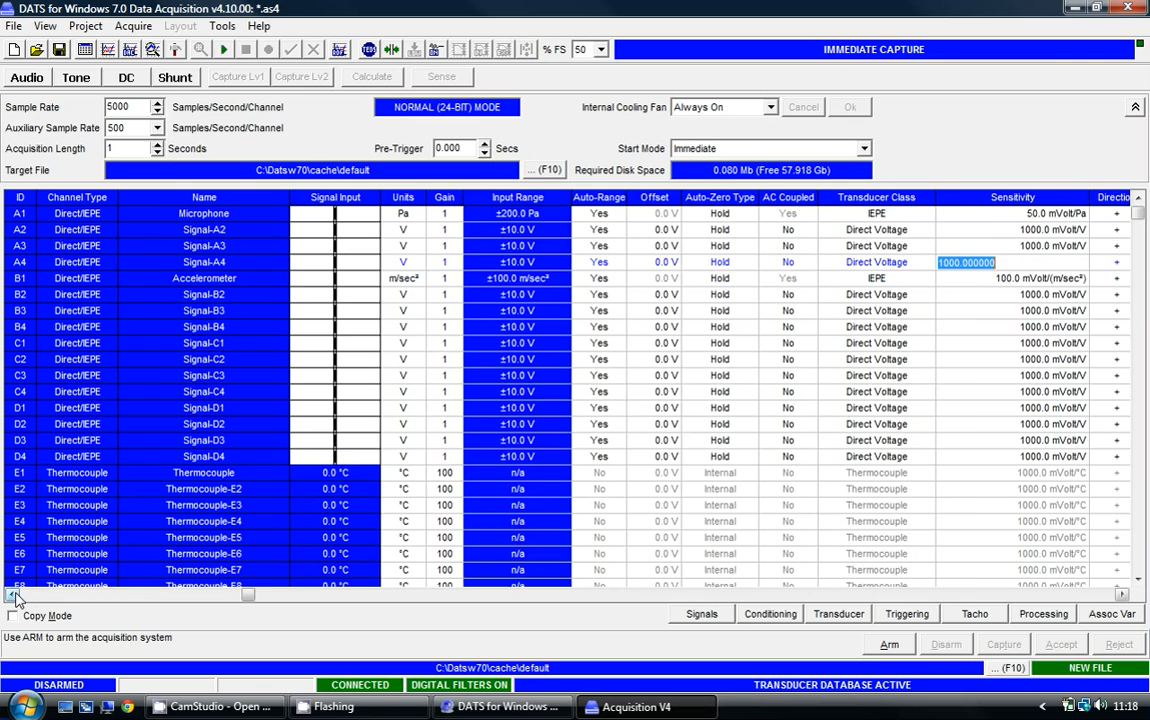 DATS for Windows 7.0 Data Acquisition v4.10.00: *.as4
File View Project Acquire Layout Tools Help
% FS 50 IMMEDIATE CAPTURE
Audio Tone DC Shunt Capture Lv1 Capture Lv2 Calculate Sense
Sample Rate 5000 Samples/Second/Channel NORMAL (24-BIT) MODE Internal Cooling Fan Always On Cancel Ok
Auxiliary Sample Rate 500 Samples/Second/Channel
Acquisition Length 1 Seconds Pre-Trigger 0.000 Secs Start Mode Immediate
Target File C:\Datsw70\cache\default ... (F10) Required Disk Space 0.080 Mb (Free 57.918 Gb)
ID Channel Type Name Signal Input Units Gain Input Range Auto-Range Offset Auto-Zero Type AC Coupled Transducer Class Sensitivity Directio
A1 Direct/IEPE Microphone Pa 1 ±200.0 Pa Yes 0.0 V Hold Yes IEPE 50.0 mVolt/Pa +
A2 Direct/IEPE Signal-A2 V 1 ±10.0 V Yes 0.0 V Hold No Direct Voltage 1000.0 mVolt/V +
A3 Direct/IEPE Signal-A3 V 1 ±10.0 V Yes 0.0 V Hold No Direct Voltage 1000.0 mVolt/V +
A4 Direct/IEPE Signal-A4 V 1 ±10.0 V Yes 0.0 V Hold No Direct Voltage 1000.000000 +
B1 Direct/IEPE Accelerometer m/sec² 1 ±100.0 m/sec² Yes 0.0 V Hold Yes IEPE 100.0 mVolt/(m/sec²) +
B2 Direct/IEPE Signal-B2 V 1 ±10.0 V Yes 0.0 V Hold No Direct Voltage 1000.0 mVolt/V +
B3 Direct/IEPE Signal-B3 V 1 ±10.0 V Yes 0.0 V Hold No Direct Voltage 1000.0 mVolt/V +
B4 Direct/IEPE Signal-B4 V 1 ±10.0 V Yes 0.0 V Hold No Direct Voltage 1000.0 mVolt/V +
C1 Direct/IEPE Signal-C1 V 1 ±10.0 V Yes 0.0 V Hold No Direct Voltage 1000.0 mVolt/V +
C2 Direct/IEPE Signal-C2 V 1 ±10.0 V Yes 0.0 V Hold No Direct Voltage 1000.0 mVolt/V +
C3 Direct/IEPE Signal-C3 V 1 ±10.0 V Yes 0.0 V Hold No Direct Voltage 1000.0 mVolt/V +
C4 Direct/IEPE Signal-C4 V 1 ±10.0 V Yes 0.0 V Hold No Direct Voltage 1000.0 mVolt/V +
D1 Direct/IEPE Signal-D1 V 1 ±10.0 V Yes 0.0 V Hold No Direct Voltage 1000.0 mVolt/V +
D2 Direct/IEPE Signal-D2 V 1 ±10.0 V Yes 0.0 V Hold No Direct Voltage 1000.0 mVolt/V +
D3 Direct/IEPE Signal-D3 V 1 ±10.0 V Yes 0.0 V Hold No Direct Voltage 1000.0 mVolt/V +
D4 Direct/IEPE Signal-D4 V 1 ±10.0 V Yes 0.0 V Hold No Direct Voltage 1000.0 mVolt/V +
E1 Thermocouple Thermocouple 0.0 °C °C 100 n/a No 0.0 V Internal No Thermocouple 1000.0 mVolt/°C +
E2 Thermocouple Thermocouple-E2 0.0 °C °C 100 n/a No 0.0 V Internal No Thermocouple 1000.0 mVolt/°C +
E3 Thermocouple Thermocouple-E3 0.0 °C °C 100 n/a No 0.0 V Internal No Thermocouple 1000.0 mVolt/°C +
E4 Thermocouple Thermocouple-E4 0.0 °C °C 100 n/a No 0.0 V Internal No Thermocouple 1000.0 mVolt/°C +
E5 Thermocouple Thermocouple-E5 0.0 °C °C 100 n/a No 0.0 V Internal No Thermocouple 1000.0 mVolt/°C +
E6 Thermocouple Thermocouple-E6 0.0 °C °C 100 n/a No 0.0 V Internal No Thermocouple 1000.0 mVolt/°C +
E7 Thermocouple Thermocouple-E7 0.0 °C °C 100 n/a No 0.0 V Internal No Thermocouple 1000.0 mVolt/°C +
E8 Thermocouple Thermocouple-E8 0.0 °C °C 100 n/a No 0.0 V Internal No Thermocouple 1000.0 mVolt/°C +
Copy Mode Signals Conditioning Transducer Triggering Tacho Processing Assoc Var
Use ARM to arm the acquisition system Arm Disarm Capture Accept Reject
C:\Datsw70\cache\default ... (F10) NEW FILE
DISARMED CONNECTED DIGITAL FILTERS ON TRANSDUCER DATABASE ACTIVE
CamStudio - Open ... Flashing DATS for Windows ... Acquisition V4 11:18